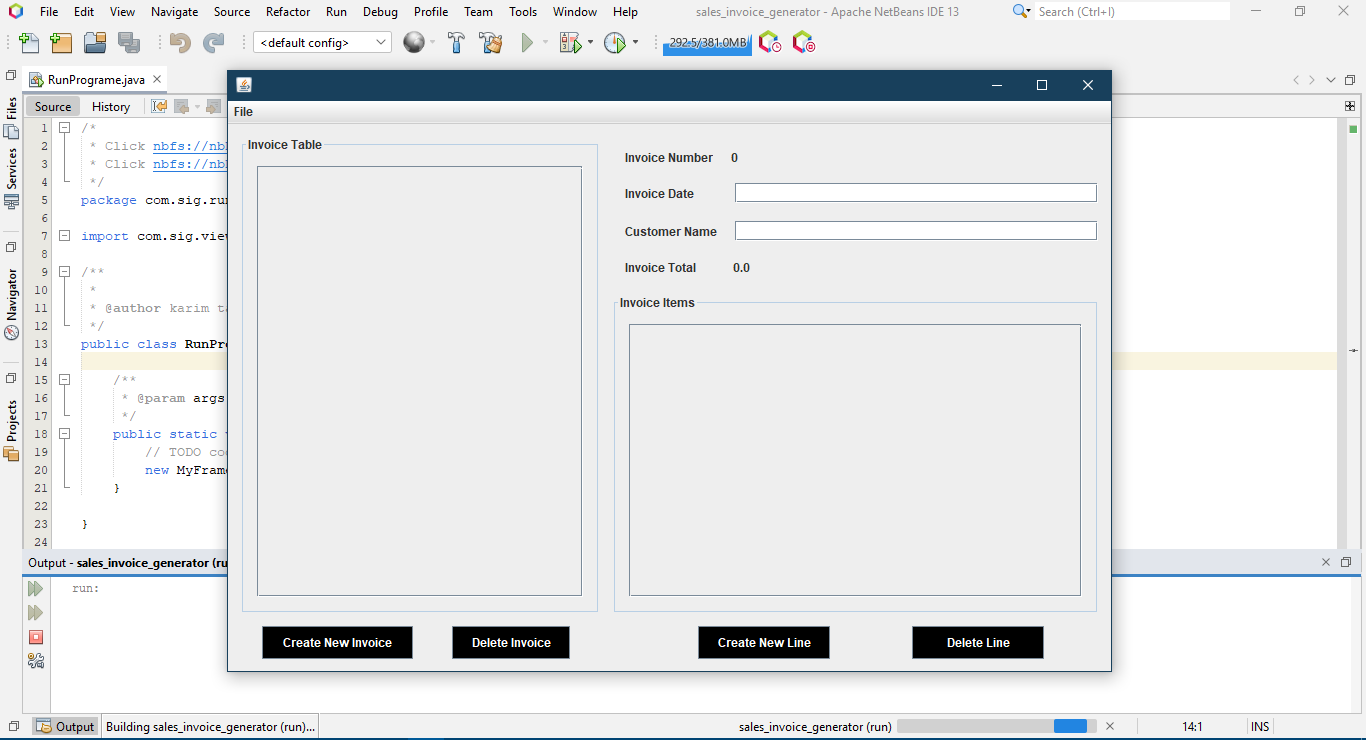 File Edit View Navigate Source Refactor Run Debug Profile Team Tools Window Help
sales_invoice_generator - Apache NetBeans IDE 13
Search (Ctrl+I)
<default config>
292.5/381.0MB
RunPrograme.java
Source History
Files
Services
Navigator
Projects
1 /*
2 * Click nbfs://nb
3 * Click nbfs://nb
4 */
5 package com.sig.ru
6
7 import com.sig.vie
8
9 /**
10 *
11 * @author karim t
12 */
13 public class RunPr
14
15 /**
16 * @param args
17 */
18 public static
19 // TODO co
20 new MyFram
21 }
22
23 }
24
File
Invoice Table
Invoice Number 0
Invoice Date
Customer Name
Invoice Total 0.0
Invoice Items
Create New Invoice
Delete Invoice
Create New Line
Delete Line
Output - sales_invoice_generator (ru
run:
Output
Building sales_invoice_generator (run)...
sales_invoice_generator (run)
14:1
INS